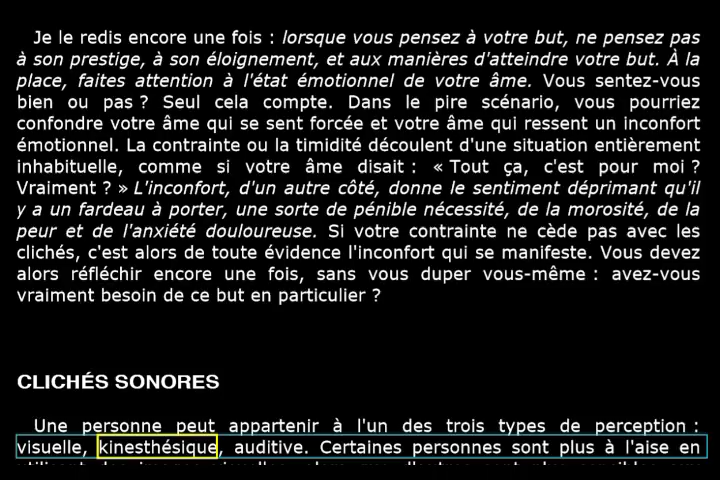 Je le redis encore une fois : lorsque vous pensez à votre but, ne pensez pas
à son prestige, à son éloignement, et aux manières d'atteindre votre but. À la
place, faites attention à l'état émotionnel de votre âme. Vous sentez-vous
bien ou pas ? Seul cela compte. Dans le pire scénario, vous pourriez
confondre votre âme qui se sent forcée et votre âme qui ressent un inconfort
émotionnel. La contrainte ou la timidité découlent d'une situation entièrement
inhabituelle, comme si votre âme disait : « Tout ça, c'est pour moi ?
Vraiment ? » L'inconfort, d'un autre côté, donne le sentiment déprimant qu'il
y a un fardeau à porter, une sorte de pénible nécessité, de la morosité, de la
peur et de l'anxiété douloureuse. Si votre contrainte ne cède pas avec les
clichés, c'est alors de toute évidence l'inconfort qui se manifeste. Vous devez
alors réfléchir encore une fois, sans vous duper vous-même : avez-vous
vraiment besoin de ce but en particulier ?
CLICHÉS SONORES
Une personne peut appartenir à l'un des trois types de perception :
visuelle, kinesthésique, auditive. Certaines personnes sont plus à l'aise en